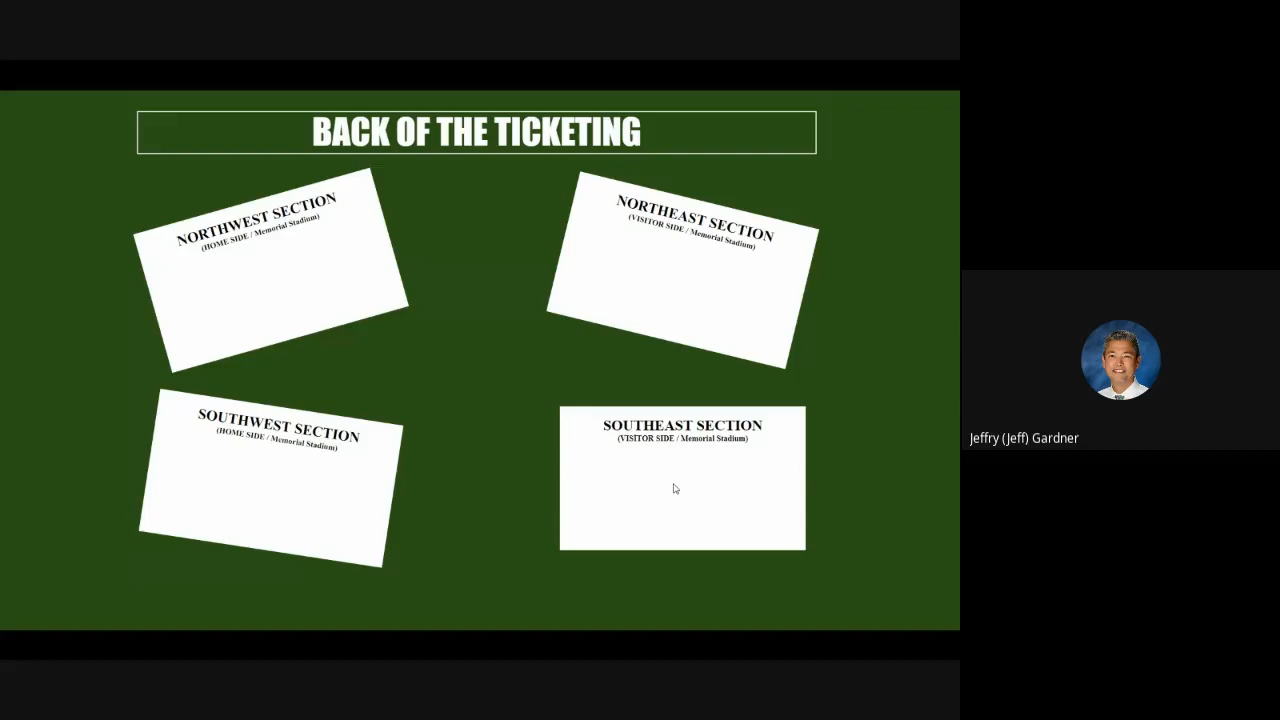 BACK OF THE TICKETING
NORTHWEST SECTION
(HOME SIDE / Memorial Stadium)
NORTHEAST SECTION
(VISITOR SIDE / Memorial Stadium)
SOUTHWEST SECTION
(HOME SIDE / Memorial Stadium)
SOUTHEAST SECTION
(VISITOR SIDE / Memorial Stadium)
Jeffry (Jeff) Gardner